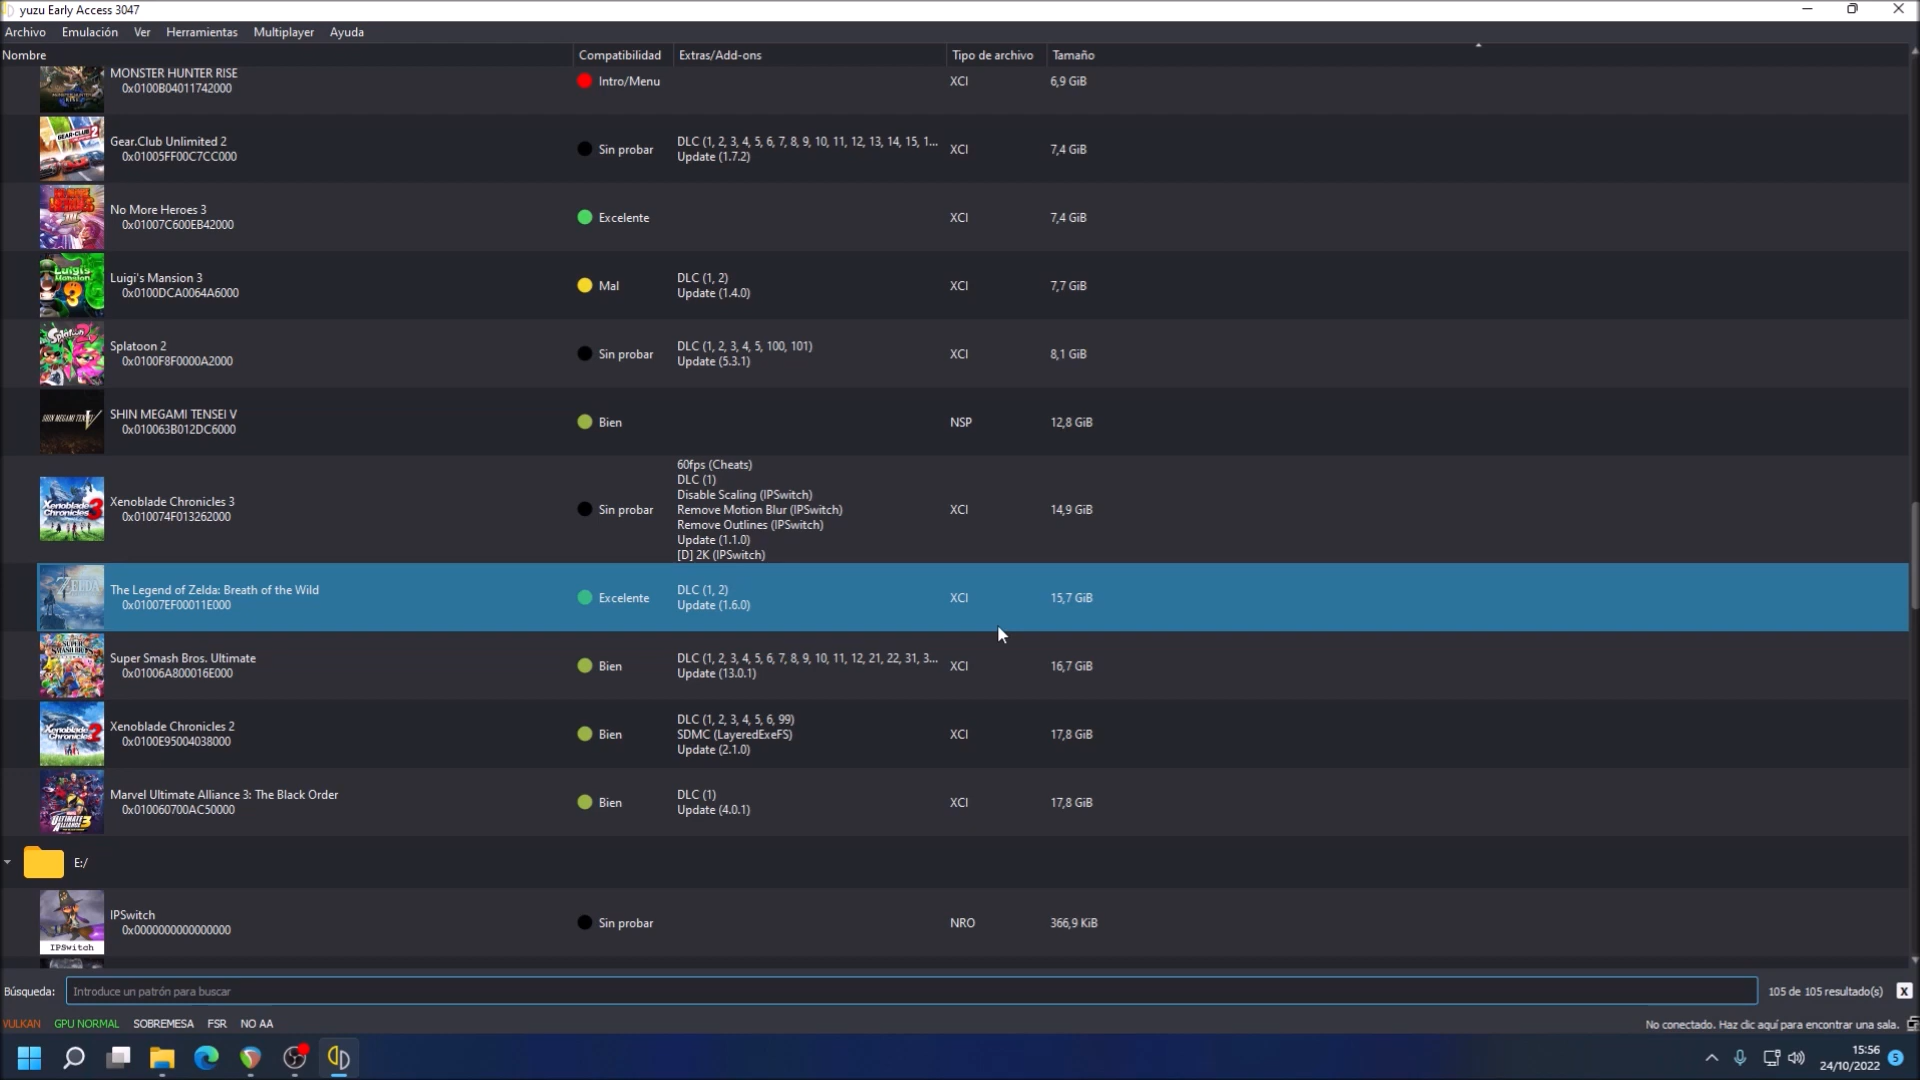 yuzu Early Access 3047
Archivo Emulación Ver Herramientas Multiplayer Ayuda
Nombre Compatibilidad Extras/Add-ons Tipo de archivo Tamaño
MONSTER HUNTER RISE
0x0100B04011742000
Intro/Menu XCI 6,9 GiB
Gear.Club Unlimited 2
0x01005FF00C7CC000
Sin probar
DLC (1, 2, 3, 4, 5, 6, 7, 8, 9, 10, 11, 12, 13, 14, 15, 1...
Update (1.7.2)
XCI 7,4 GiB
No More Heroes 3
0x01007C600EB42000
Excelente XCI 7,4 GiB
Luigi's Mansion 3
0x0100DCA0064A6000
Mal
DLC (1, 2)
Update (1.4.0)
XCI 7,7 GiB
Splatoon 2
0x0100F8F0000A2000
Sin probar
DLC (1, 2, 3, 4, 5, 100, 101)
Update (5.3.1)
XCI 8,1 GiB
SHIN MEGAMI TENSEI V
0x010063B012DC6000
Bien NSP 12,8 GiB
Xenoblade Chronicles 3
0x010074F013262000
Sin probar
60fps (Cheats)
DLC (1)
Disable Scaling (IPSwitch)
Remove Motion Blur (IPSwitch)
Remove Outlines (IPSwitch)
Update (1.1.0)
[D] 2K (IPSwitch)
XCI 14,9 GiB
The Legend of Zelda: Breath of the Wild
0x01007EF00011E000
Excelente
DLC (1, 2)
Update (1.6.0)
XCI 15,7 GiB
Super Smash Bros. Ultimate
0x01006A800016E000
Bien
DLC (1, 2, 3, 4, 5, 6, 7, 8, 9, 10, 11, 12, 21, 22, 31, 3...
Update (13.0.1)
XCI 16,7 GiB
Xenoblade Chronicles 2
0x0100E95004038000
Bien
DLC (1, 2, 3, 4, 5, 6, 99)
SDMC (LayeredExeFS)
Update (2.1.0)
XCI 17,8 GiB
Marvel Ultimate Alliance 3: The Black Order
0x010060700AC50000
Bien
DLC (1)
Update (4.0.1)
XCI 17,8 GiB
E:/
IPSwitch
IPSwitch
0x0000000000000000
Sin probar NRO 366,9 KiB
Búsqueda: Introduce un patrón para buscar 105 de 105 resultado(s) X
VULKAN GPU NORMAL SOBREMESA FSR NO AA No conectado. Haz clic aquí para encontrar una sala.
15:56
24/10/2022
5